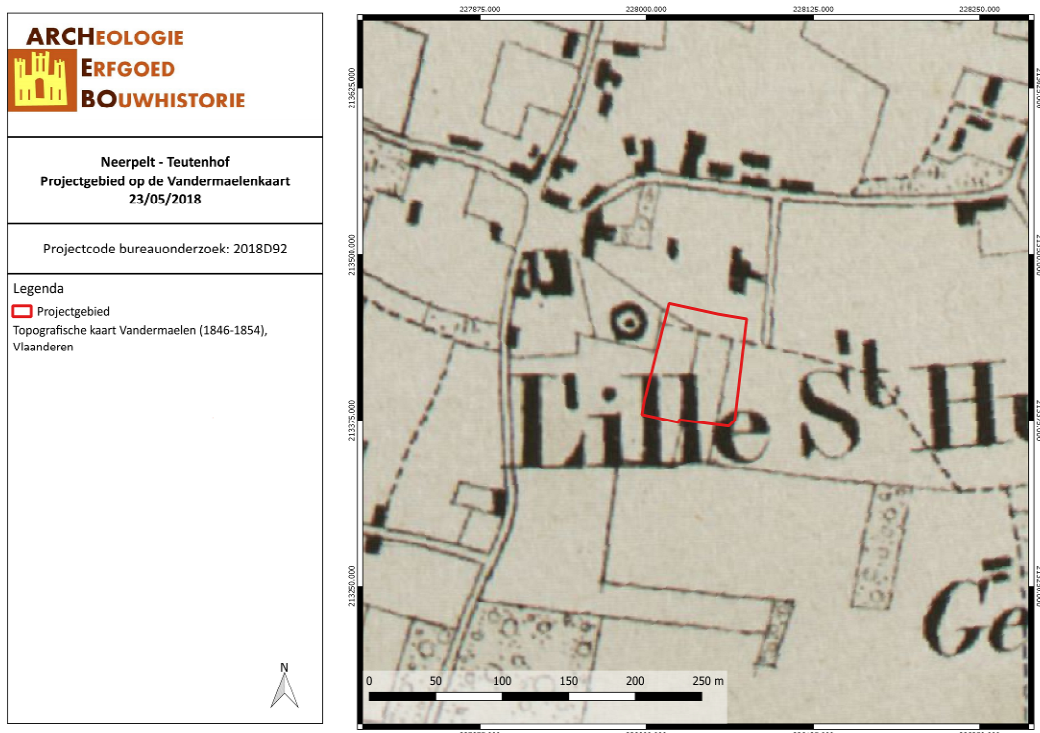 ARCHEOLOGIE
ERFGOED
BOUWHISTORIE
Neerpelt - Teutenhof
Projectgebied op de Vandermaelenkaart
23/05/2018
Projectcode bureauonderzoek: 2018D92
Legenda
Projectgebied
Topografische kaart Vandermaelen (1846-1854),
Vlaanderen
N
227875.000 228000.000 228125.000 228250.000
213625.000
213500.000
213375.000
213250.000
Lille St H
Ge
0 50 100 150 200 250 m